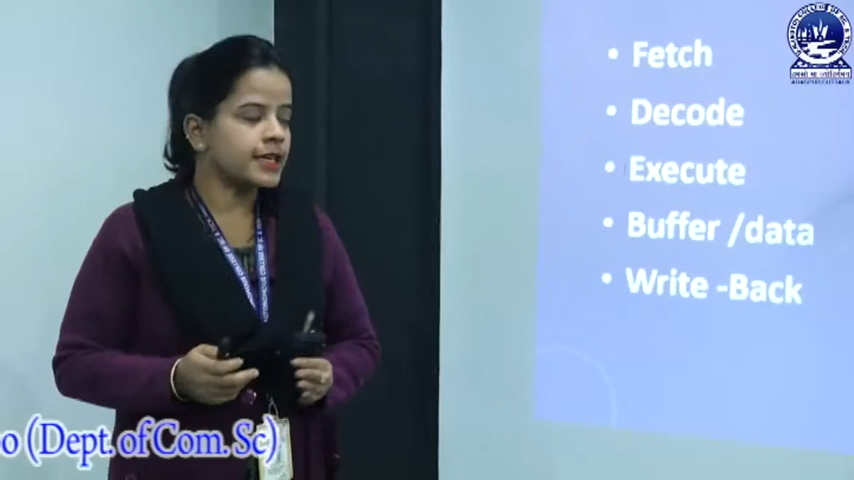 • Fetch
• Decode
• Execute
• Buffer /data
• Write -Back
o (Dept. of Com. Sc)